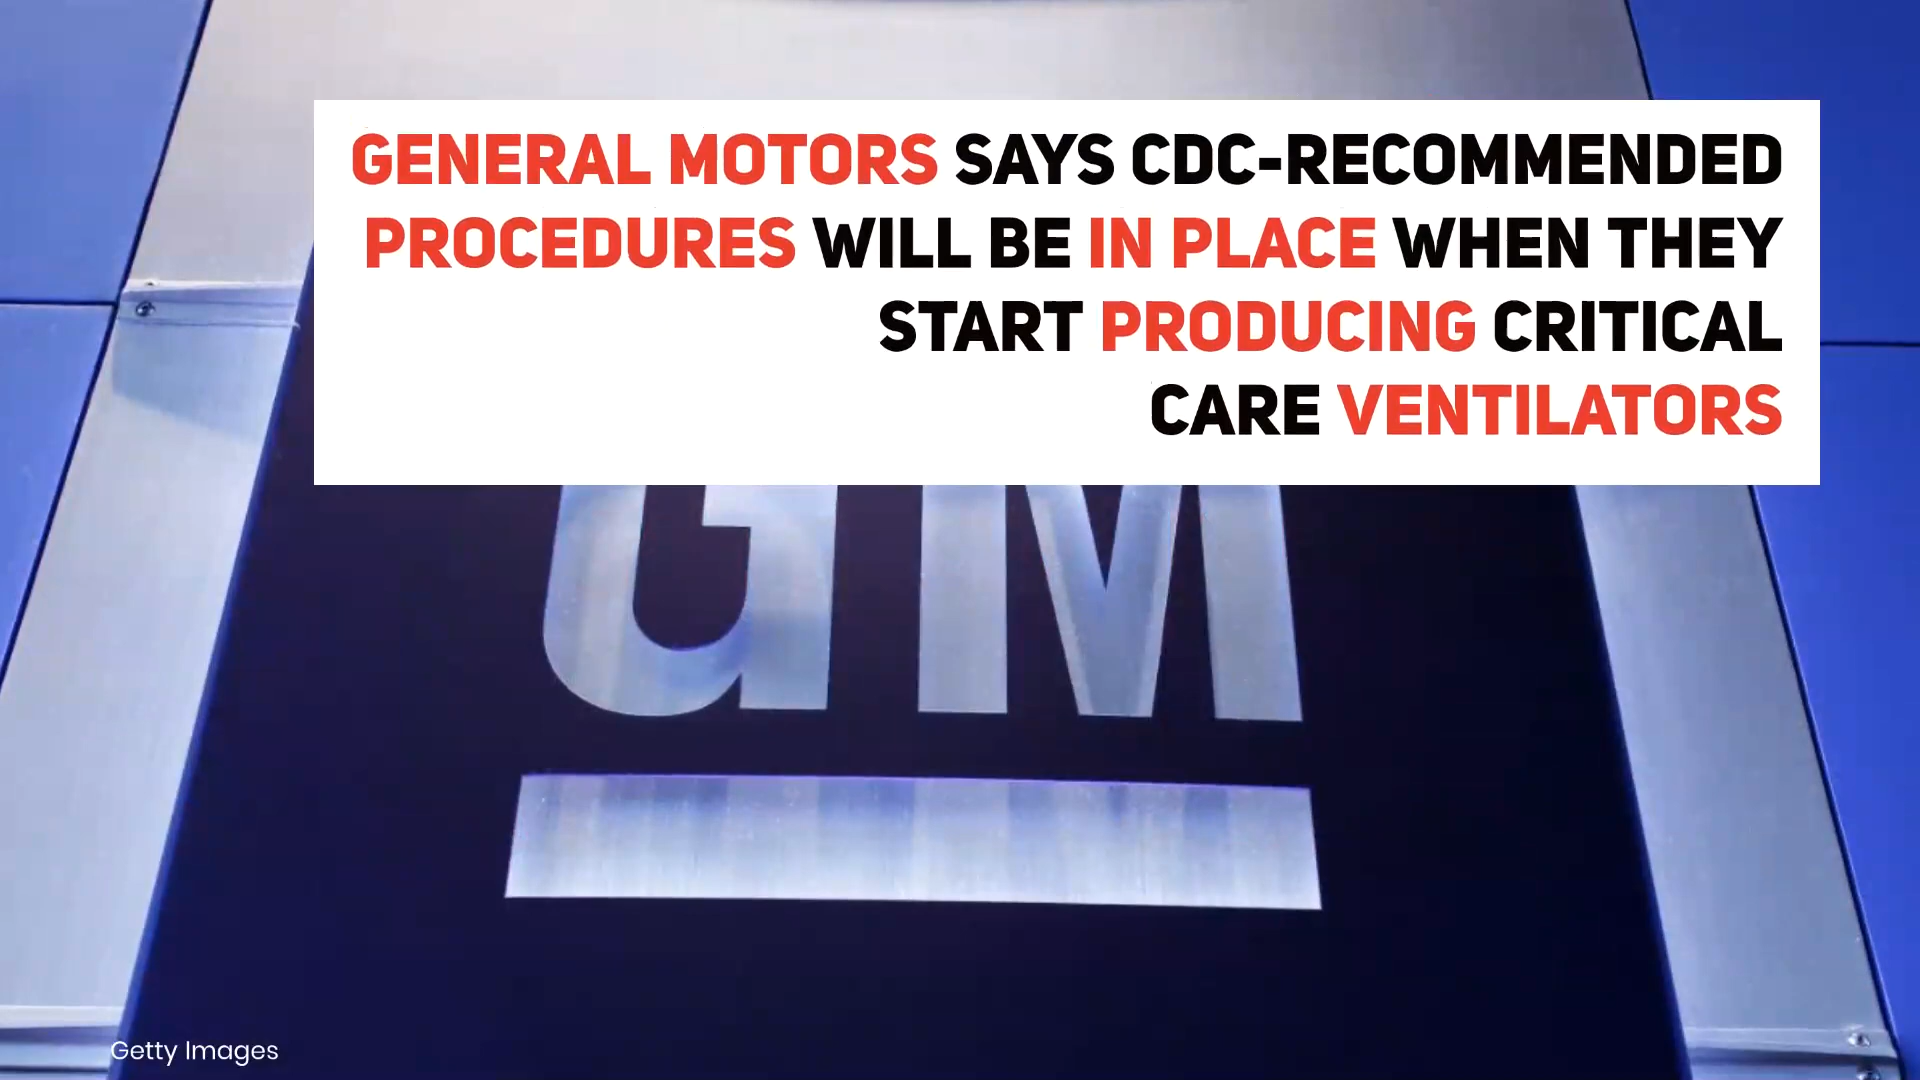 GENERAL MOTORS SAYS CDC-RECOMMENDED
PROCEDURES WILL BE IN PLACE WHEN THEY
START PRODUCING CRITICAL
CARE VENTILATORS
GM
Getty Images